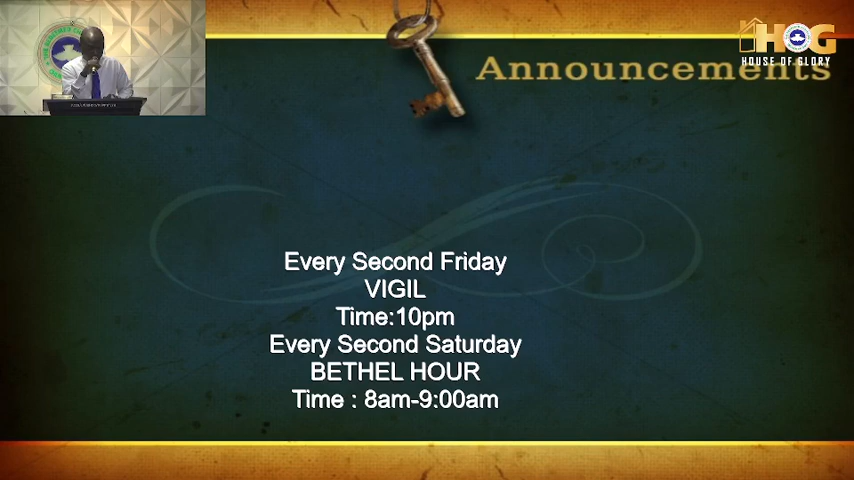 Announcements
HOG
HOUSE OF GLORY
Every Second Friday
VIGIL
Time:10pm
Every Second Saturday
BETHEL HOUR
Time : 8am-9:00am